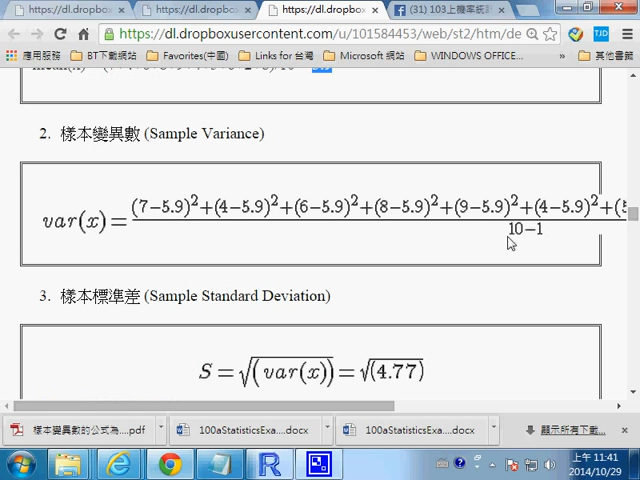 https://dl.dropboxusercontent.
https://dl.dropboxusercontent.
https://dl.dropboxusercontent.
(31) 103上機率統計
https://dl.dropboxusercontent.com/u/101584453/web/st2/htm/de
應用服務
BT下載網站
Favorites(中國)
Links for 台灣
Microsoft 網站
WINDOWS OFFICE...
其他書籤
2. 樣本變異數 (Sample Variance)
var(x) = (7−5.9)²+(4−5.9)²+(6−5.9)²+(8−5.9)²+(9−5.9)²+(4−5.9)²+(5
10−1
3. 樣本標準差 (Sample Standard Deviation)
S = √(var(x)) = √(4.77)
樣本變異數的公式為....pdf
100aStatisticsExa....docx
100aStatisticsExa....docx
顯示所有下載...
上午 11:41
2014/10/29